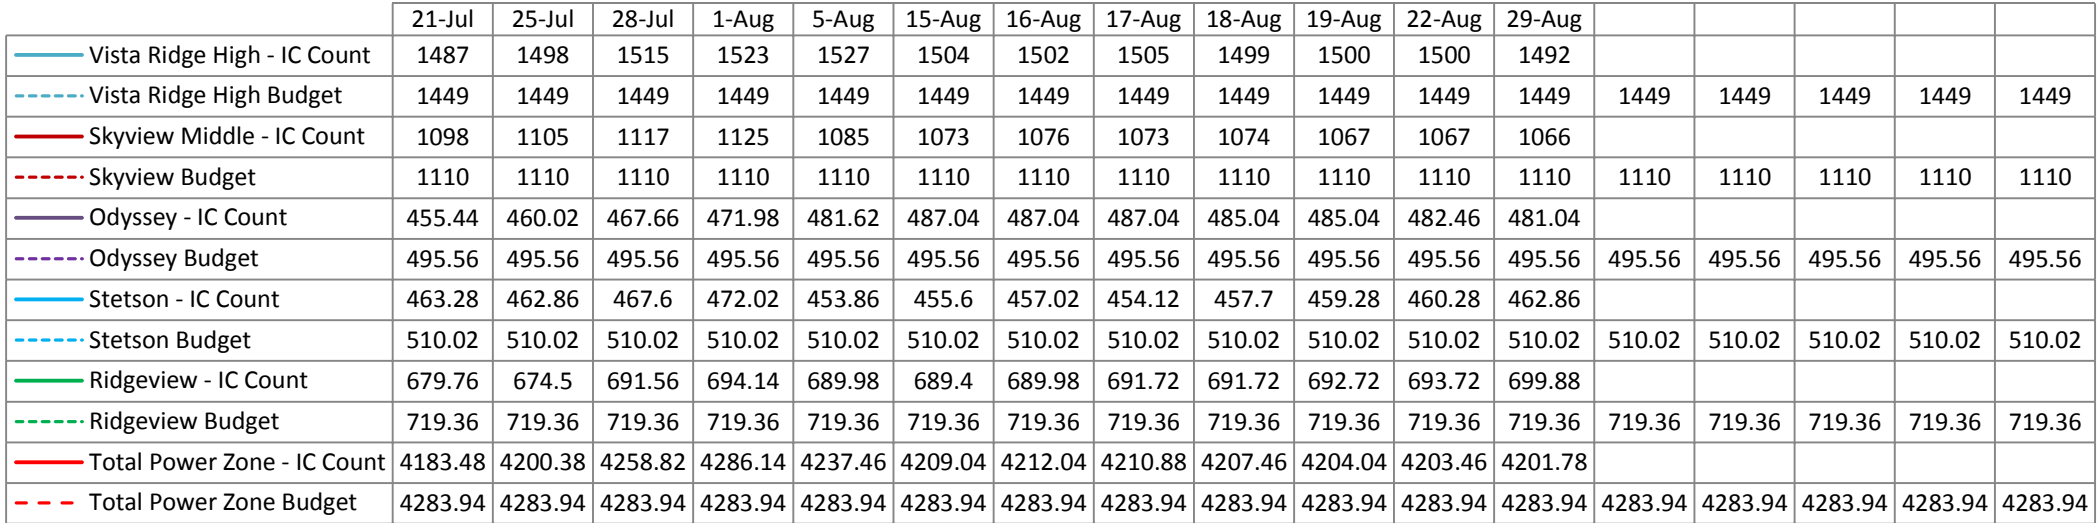 21-Jul 25-Jul 28-Jul 1-Aug 5-Aug 15-Aug 16-Aug 17-Aug 18-Aug 19-Aug 22-Aug 29-Aug
Vista Ridge High - IC Count 1487 1498 1515 1523 1527 1504 1502 1505 1499 1500 1500 1492
Vista Ridge High Budget 1449 1449 1449 1449 1449 1449 1449 1449 1449 1449 1449 1449 1449 1449 1449 1449 1449
Skyview Middle - IC Count 1098 1105 1117 1125 1085 1073 1076 1073 1074 1067 1067 1066
Skyview Budget 1110 1110 1110 1110 1110 1110 1110 1110 1110 1110 1110 1110 1110 1110 1110 1110 1110
Odyssey - IC Count 455.44 460.02 467.66 471.98 481.62 487.04 487.04 487.04 485.04 485.04 482.46 481.04
Odyssey Budget 495.56 495.56 495.56 495.56 495.56 495.56 495.56 495.56 495.56 495.56 495.56 495.56 495.56 495.56 495.56 495.56 495.56
Stetson - IC Count 463.28 462.86 467.6 472.02 453.86 455.6 457.02 454.12 457.7 459.28 460.28 462.86
Stetson Budget 510.02 510.02 510.02 510.02 510.02 510.02 510.02 510.02 510.02 510.02 510.02 510.02 510.02 510.02 510.02 510.02 510.02
Ridgeview - IC Count 679.76 674.5 691.56 694.14 689.98 689.4 689.98 691.72 691.72 692.72 693.72 699.88
Ridgeview Budget 719.36 719.36 719.36 719.36 719.36 719.36 719.36 719.36 719.36 719.36 719.36 719.36 719.36 719.36 719.36 719.36 719.36
Total Power Zone - IC Count 4183.48 4200.38 4258.82 4286.14 4237.46 4209.04 4212.04 4210.88 4207.46 4204.04 4203.46 4201.78
Total Power Zone Budget 4283.94 4283.94 4283.94 4283.94 4283.94 4283.94 4283.94 4283.94 4283.94 4283.94 4283.94 4283.94 4283.94 4283.94 4283.94 4283.94 4283.94